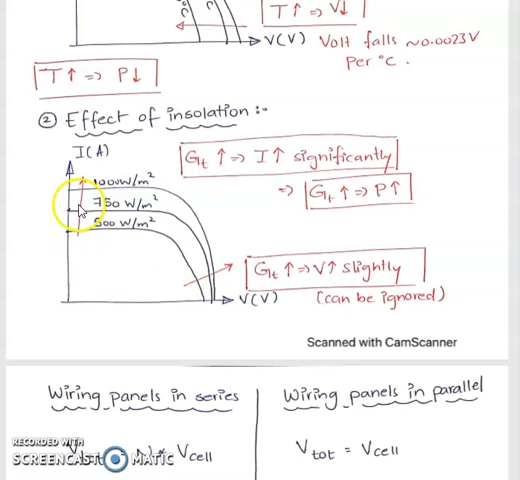 T↑ => V↓
V(V) Volt falls ~0.0023V
Per °C.
T↑ => P↓
② Effect of insolation :-
I(A)
1000W/m²
750 W/m²
500 W/m²
Gt ↑ => I↑ significantly
=> Gt ↑ => P↑
Gt ↑ => V↑ slightly
V(V) (can be ignored)
Scanned with CamScanner
Wiring panels in series
Vcell
Wiring panels in parallel
Vtot = Vcell
RECORDED WITH
SCREENCAST MATIC